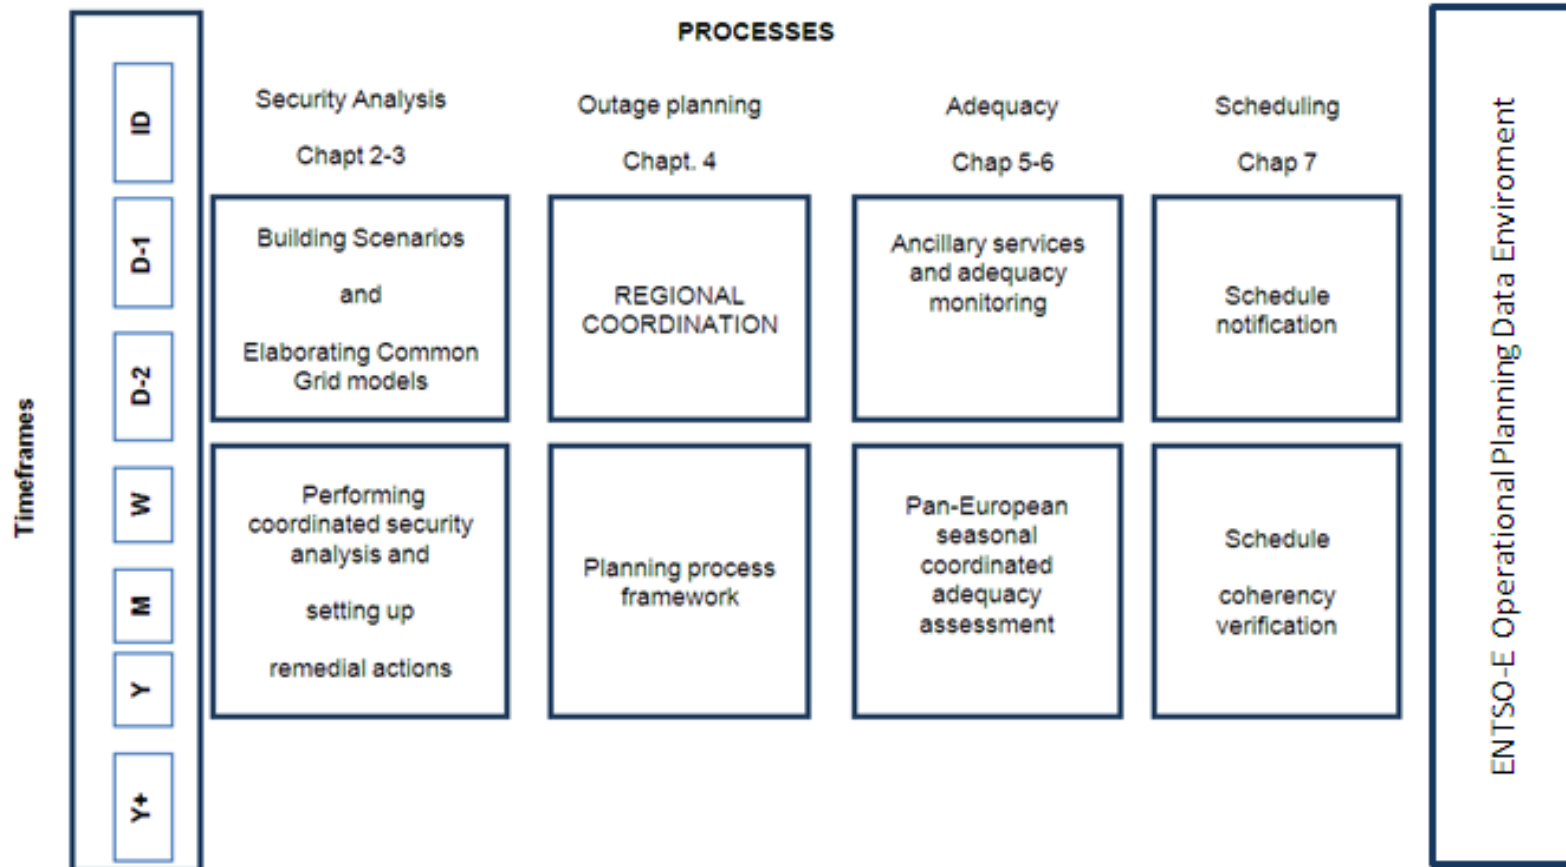 PROCESSES
Security Analysis
Chapt 2-3
Outage planning
Chapt. 4
Adequacy
Chap 5-6
Scheduling
Chap 7
Timeframes
ID
D-1
D-2
W
M
Y
Y+
Building Scenarios
and
Elaborating Common
Grid models
REGIONAL
COORDINATION
Ancillary services
and adequacy
monitoring
Schedule
notification
Performing
coordinated security
analysis and
setting up
remedial actions
Planning process
framework
Pan-European
seasonal
coordinated
adequacy
assessment
Schedule
coherency
verification
ENTSO-E Operational Planning Data Enviroment